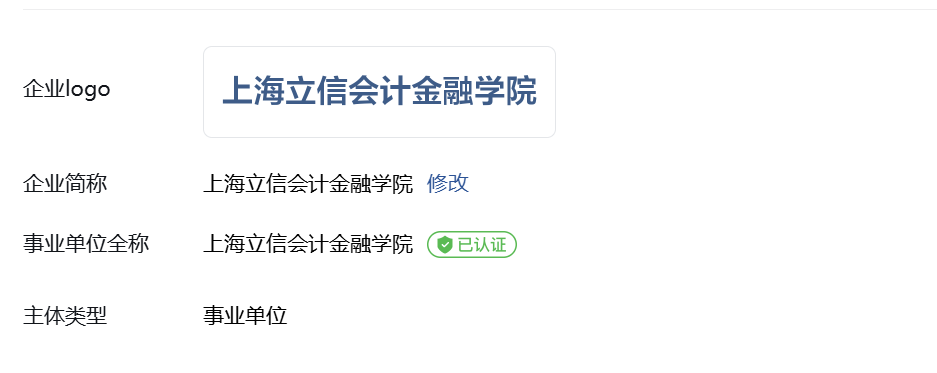 企业logo 上海立信会计金融学院
企业简称 上海立信会计金融学院 修改
事业单位全称 上海立信会计金融学院 已认证
主体类型 事业单位